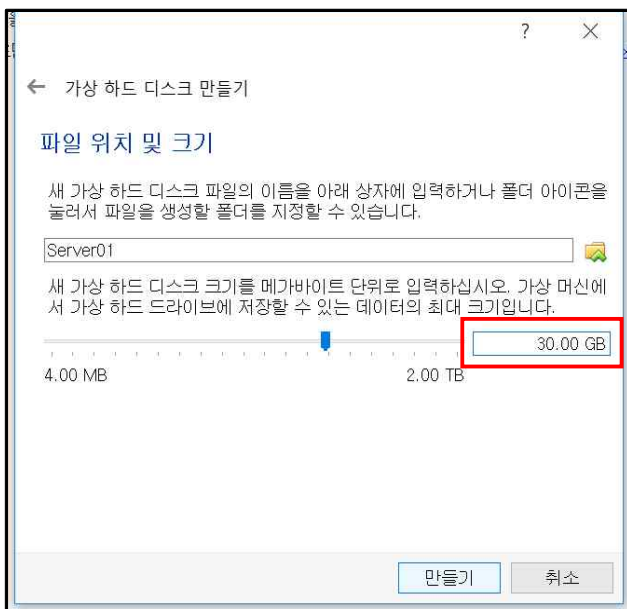 ?
← 가상 하드 디스크 만들기
파일 위치 및 크기
새 가상 하드 디스크 파일의 이름을 아래 상자에 입력하거나 폴더 아이콘을
눌러서 파일을 생성할 폴더를 지정할 수 있습니다.
Server01
새 가상 하드 디스크 크기를 메가바이트 단위로 입력하십시오. 가상 머신에
서 가상 하드 드라이브에 저장할 수 있는 데이터의 최대 크기입니다.
30.00 GB
4.00 MB 2.00 TB
만들기 취소